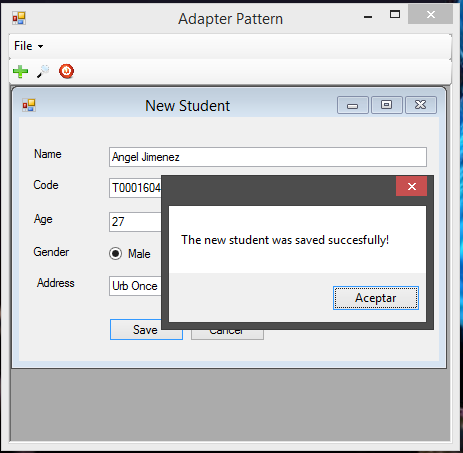 Adapter Pattern
File
New Student
Name
Angel Jimenez
Code
T0001604
Age
27
Gender
Male
Address
Urb Once
The new student was saved succesfully!
Aceptar
Save
Cancel